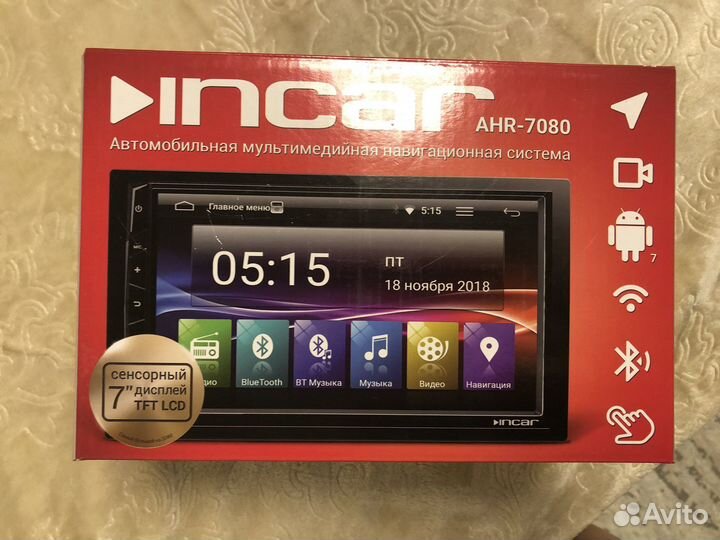 incar
AHR-7080
Автомобильная мультимедийная навигационная система
Главное меню
5:15
05:15
ПТ
18 ноября 2018
BlueTooth
BT Музыка
Музыка
Видео
Навигация
7
сенсорный
7" дисплей
TFT LCD
incar
Avito